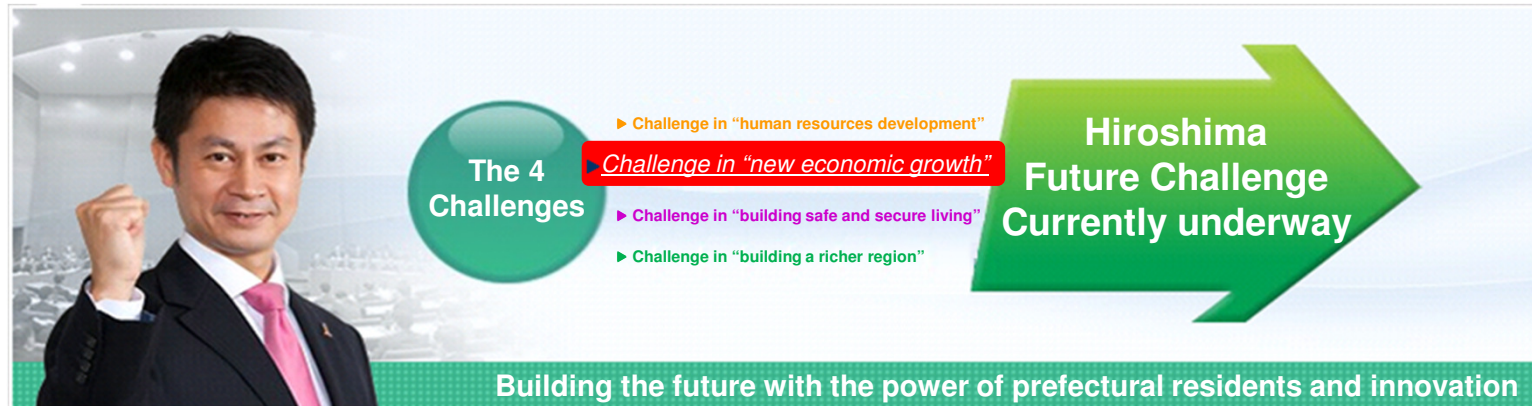 The 4
Challenges
▶ Challenge in “human resources development”
▶Challenge in “new economic growth”
▶ Challenge in “building safe and secure living”
▶ Challenge in “building a richer region”
Hiroshima
Future Challenge
Currently underway
Building the future with the power of prefectural residents and innovation